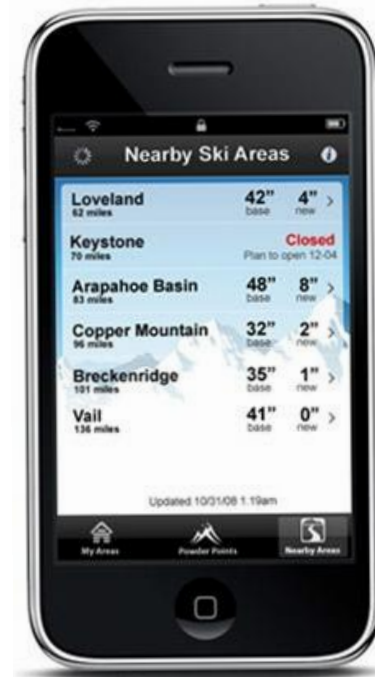 Nearby Ski Areas
Loveland 42" 4" >
62 miles base new
Keystone Closed
70 miles Plan to open 12-04
Arapahoe Basin 48" 8" >
83 miles base new
Copper Mountain 32" 2" >
96 miles base new
Breckenridge 35" 1" >
101 miles base new
Vail 41" 0" >
136 miles base new
Updated 10/31/08 1.19am
My Areas Powder Points Nearby Areas